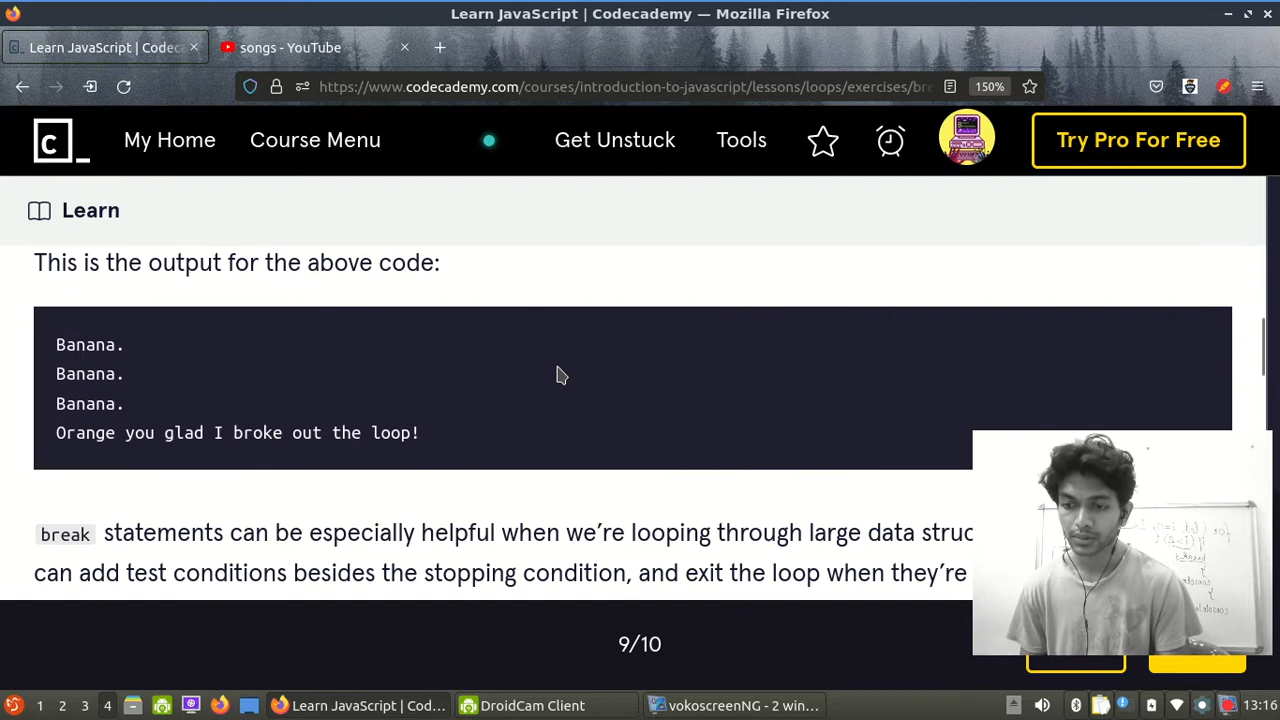 Learn JavaScript | Codecademy — Mozilla Firefox
Learn JavaScript | Codeca
songs - YouTube
https://www.codecademy.com/courses/introduction-to-javascript/lessons/loops/exercises/bre
150%
My Home
Course Menu
Get Unstuck
Tools
Try Pro For Free
Learn
This is the output for the above code:
Banana.
Banana.
Banana.
Orange you glad I broke out the loop!
break statements can be especially helpful when we’re looping through large data struc
can add test conditions besides the stopping condition, and exit the loop when they’re
9/10
1 2 3 4
Learn JavaScript | Cod...
DroidCam Client
vokoscreenNG - 2 win...
13:16